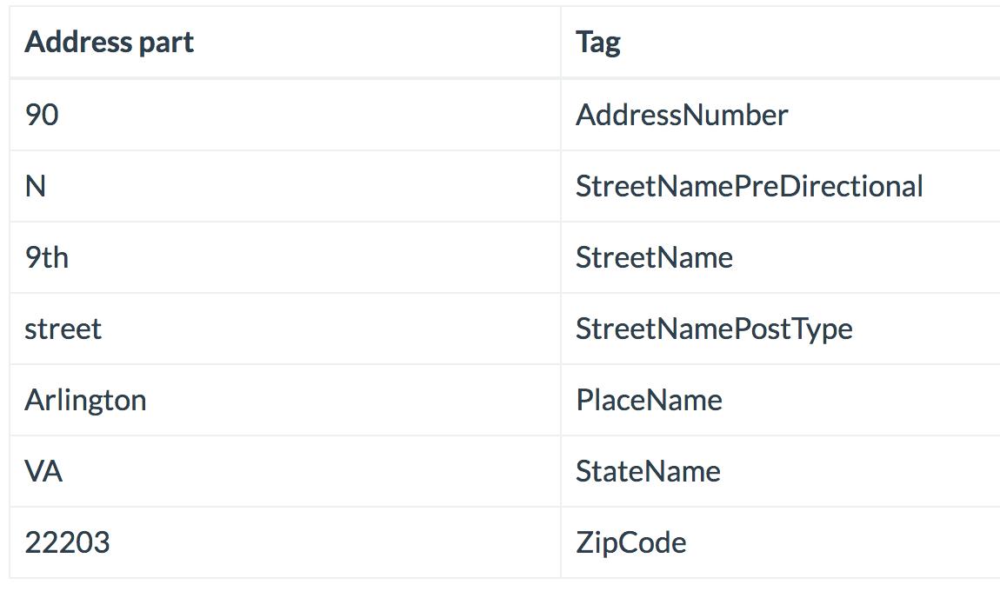 Address part Tag
90 AddressNumber
N StreetNamePreDirectional
9th StreetName
street StreetNamePostType
Arlington PlaceName
VA StateName
22203 ZipCode